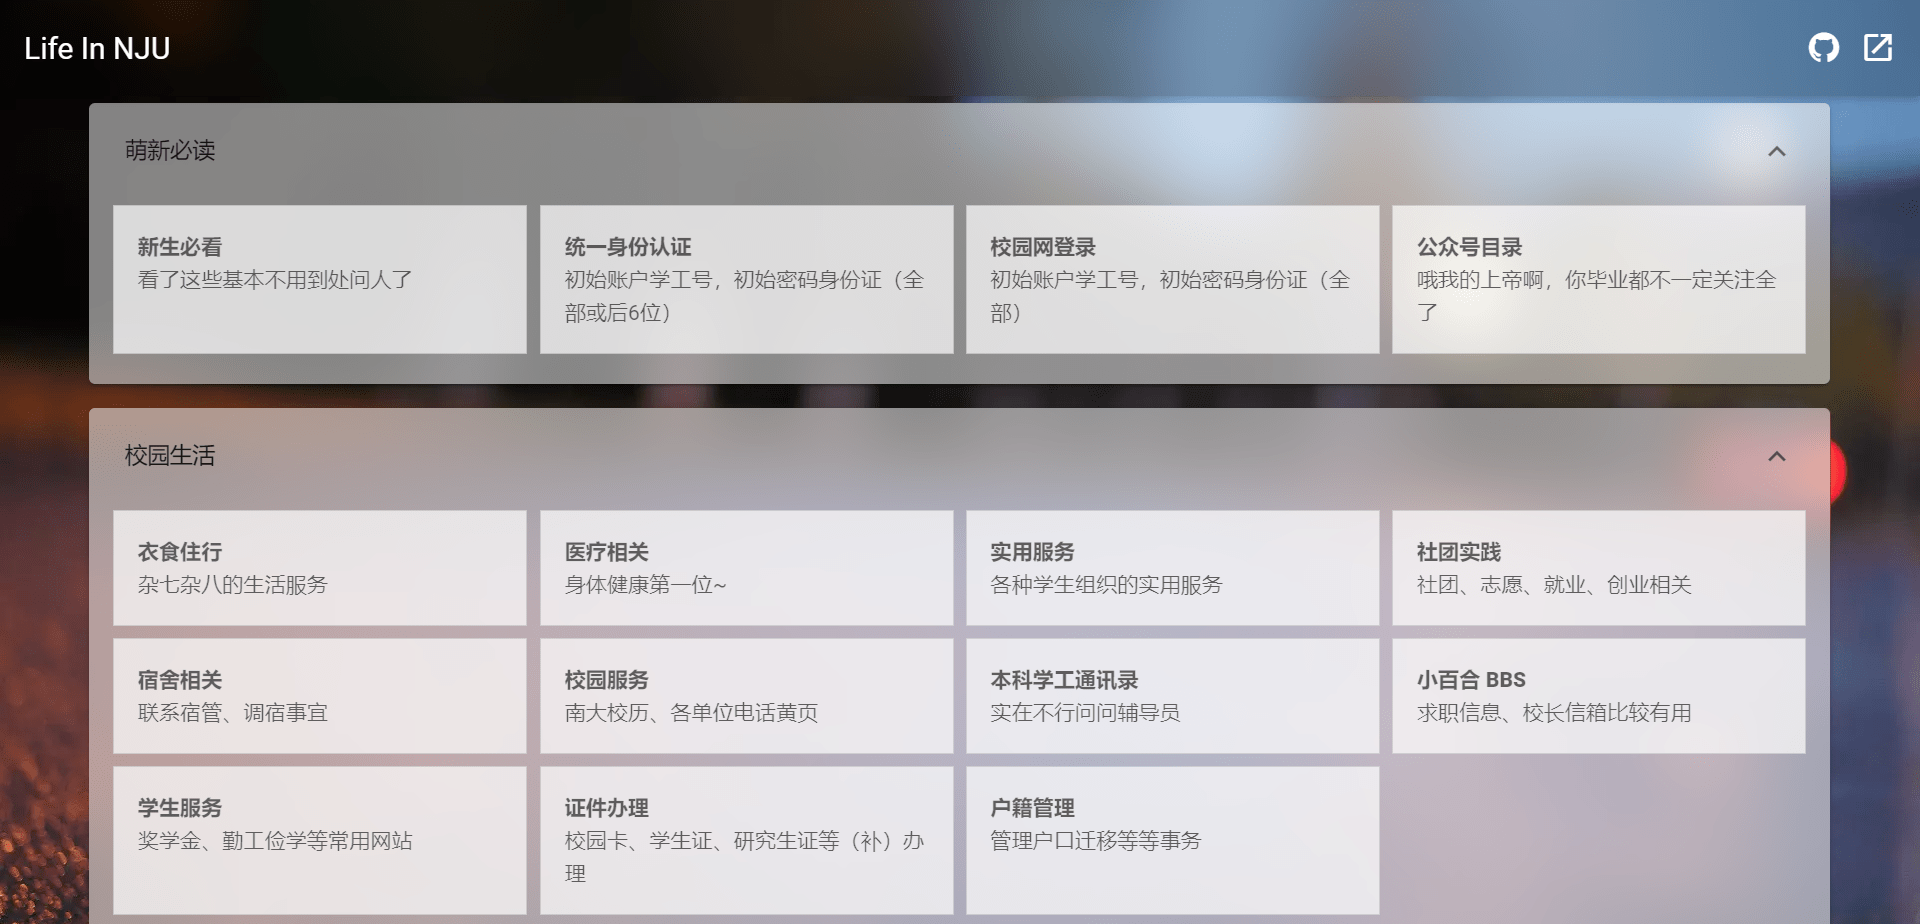 Life In NJU
萌新必读
新生必看
看了这些基本不用到处问人了
统一身份认证
初始账户学工号，初始密码身份证（全
部或后6位）
校园网登录
初始账户学工号，初始密码身份证（全
部）
公众号目录
哦我的上帝啊，你毕业都不一定关注全
了
校园生活
衣食住行
杂七杂八的生活服务
医疗相关
身体健康第一位~
实用服务
各种学生组织的实用服务
社团实践
社团、志愿、就业、创业相关
宿舍相关
联系宿管、调宿事宜
校园服务
南大校历、各单位电话黄页
本科学工通讯录
实在不行问问辅导员
小百合 BBS
求职信息、校长信箱比较有用
学生服务
奖学金、勤工俭学等常用网站
证件办理
校园卡、学生证、研究生证等（补）办
理
户籍管理
管理户口迁移等等事务